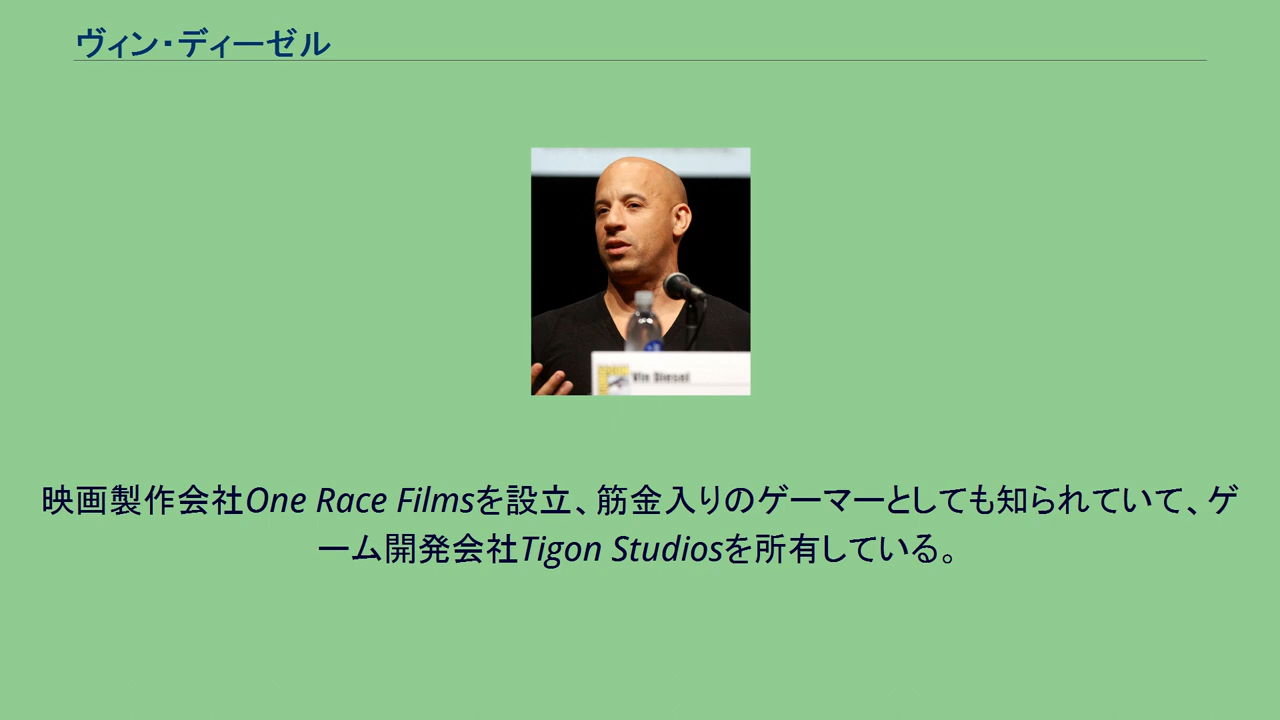 ヴィン・ディーゼル
Vin Diesel
映画製作会社One Race Filmsを設立、筋金入りのゲーマーとしても知られていて、ゲ
ーム開発会社Tigon Studiosを所有している。